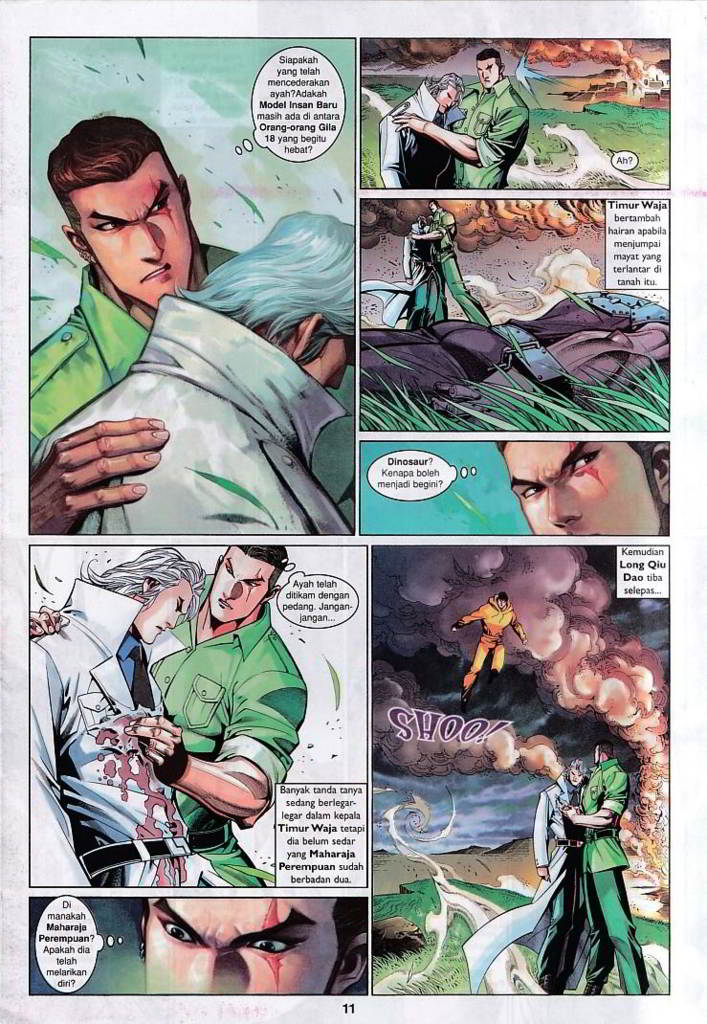 Siapakah
yang telah
mencederakan
ayah?Adakah
Model Insan Baru
masih ada di antara
Orang-orang Gila
18 yang begitu
hebat?
Ah?
Timur Waja
bertambah
hairan apabila
menjumpai
mayat yang
terlantar di
tanah itu.
Dinosaur?
Kenapa boleh
menjadi begini?
Ayah telah
ditikam dengan
pedang. Jangan-
jangan...
Banyak tanda tanya
sedang berlegar-
legar dalam kepala
Timur Waja tetapi
dia belum sedar
yang Maharaja
Perempuan sudah
berbadan dua.
Di
manakah
Maharaja
Perempuan?
Apakah dia
telah
melarikan
diri?
Kemudian
Long Qiu
Dao tiba
selepas...
SHOO!
11